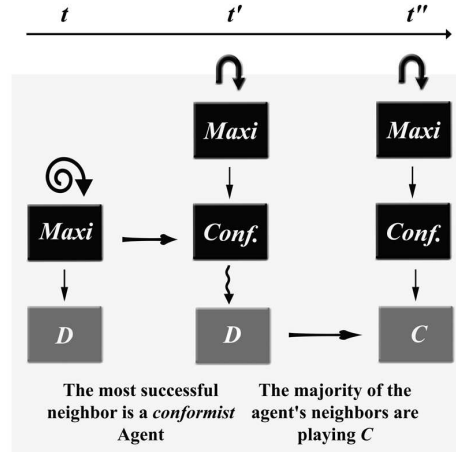 t t' t"
Maxi Maxi
Maxi Conf. Conf.
D D C
The most successful The majority of the
neighbor is a conformist agent's neighbors are
Agent playing C